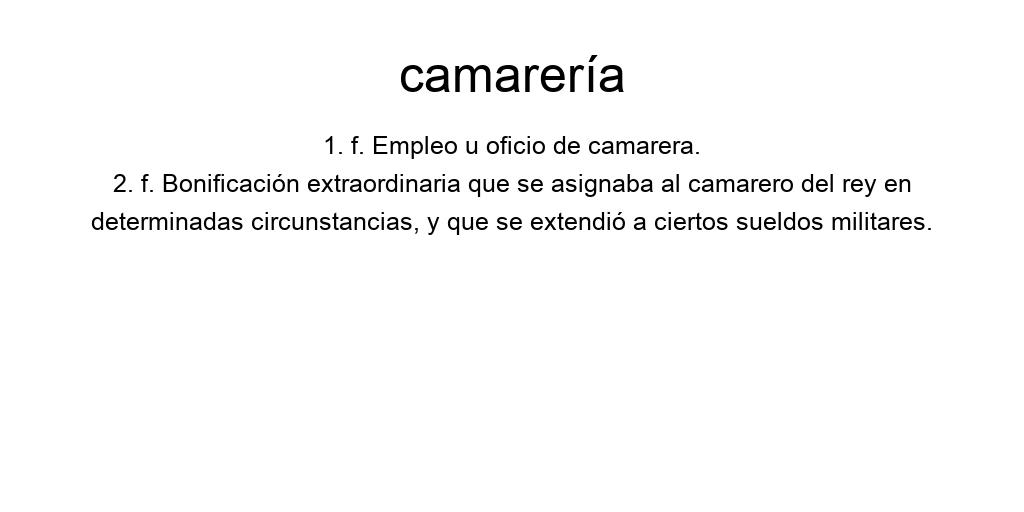 camarería
1. f. Empleo u oficio de camarera.
2. f. Bonificación extraordinaria que se asignaba al camarero del rey en
determinadas circunstancias, y que se extendió a ciertos sueldos militares.